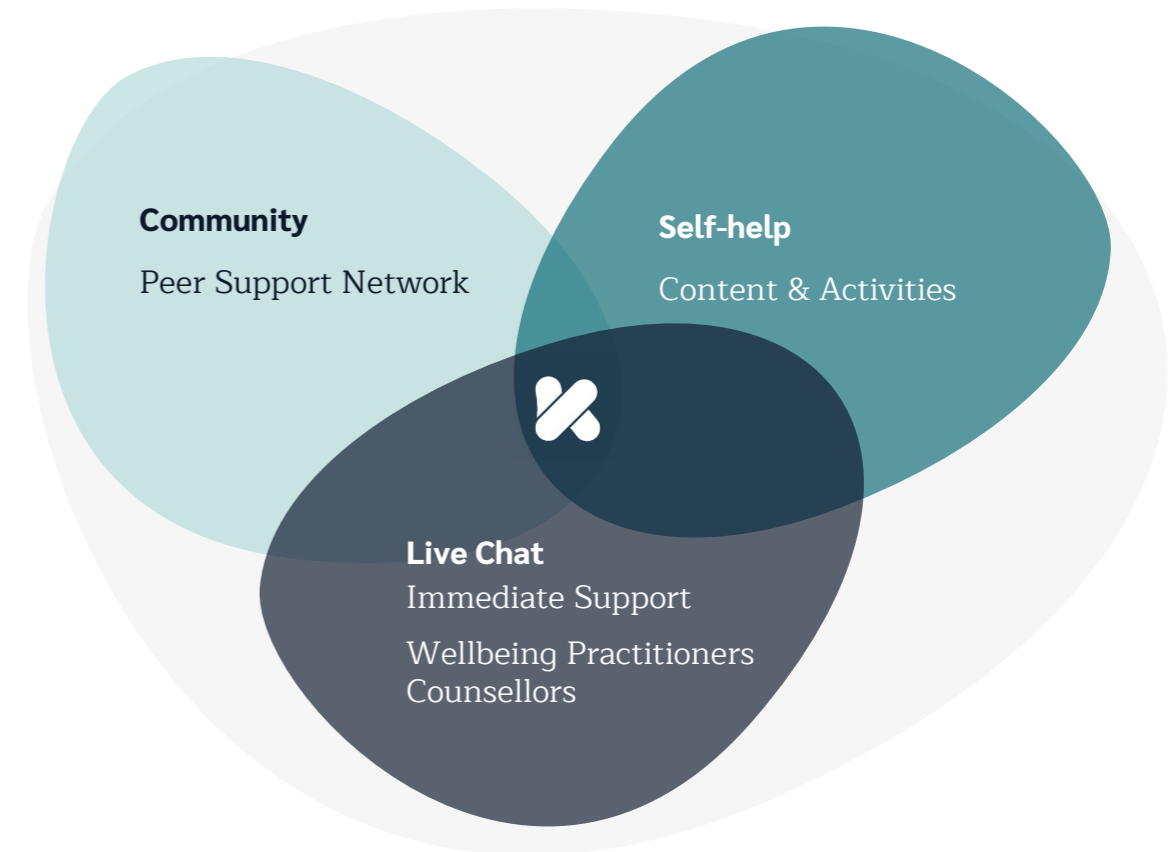 Community
Peer Support Network
Self-help
Content & Activities
Live Chat
Immediate Support
Wellbeing Practitioners
Counsellors